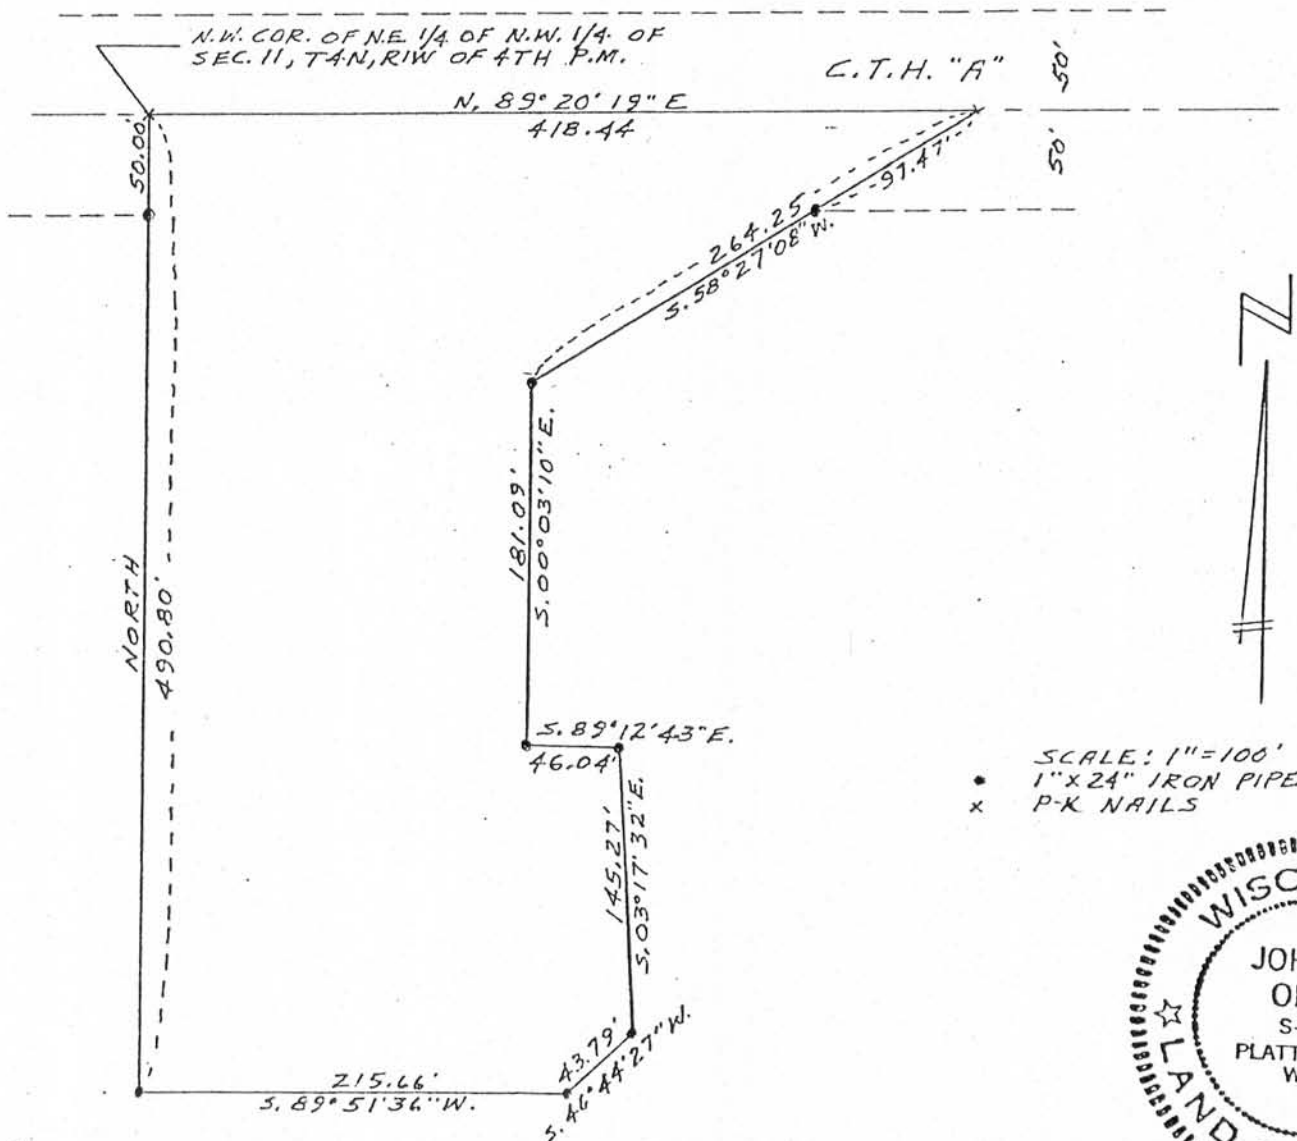 N.W. COR. OF N.E 1/4 OF N.W. 1/4. OF
SEC. 11, T4N, R1W OF 4TH P.M.
C.T.H. "A"
50'
50'
N. 89° 20' 19" E
418.44
50.00'
97.47'
264.25
S. 58° 27' 08" W.
181.09'
S. 00° 03' 10" E.
NORTH
490.80'
S. 89° 12' 43" E.
46.04'
145.27'
S. 03° 17' 32" E.
43.79'
S. 46° 44' 27" W.
215.66'
S. 89° 51' 36" W.
N
SCALE: 1" = 100'
1" X 24" IRON PIPE
x P-K NAILS
WISC
JOH
S-
PLATT
W
LAND